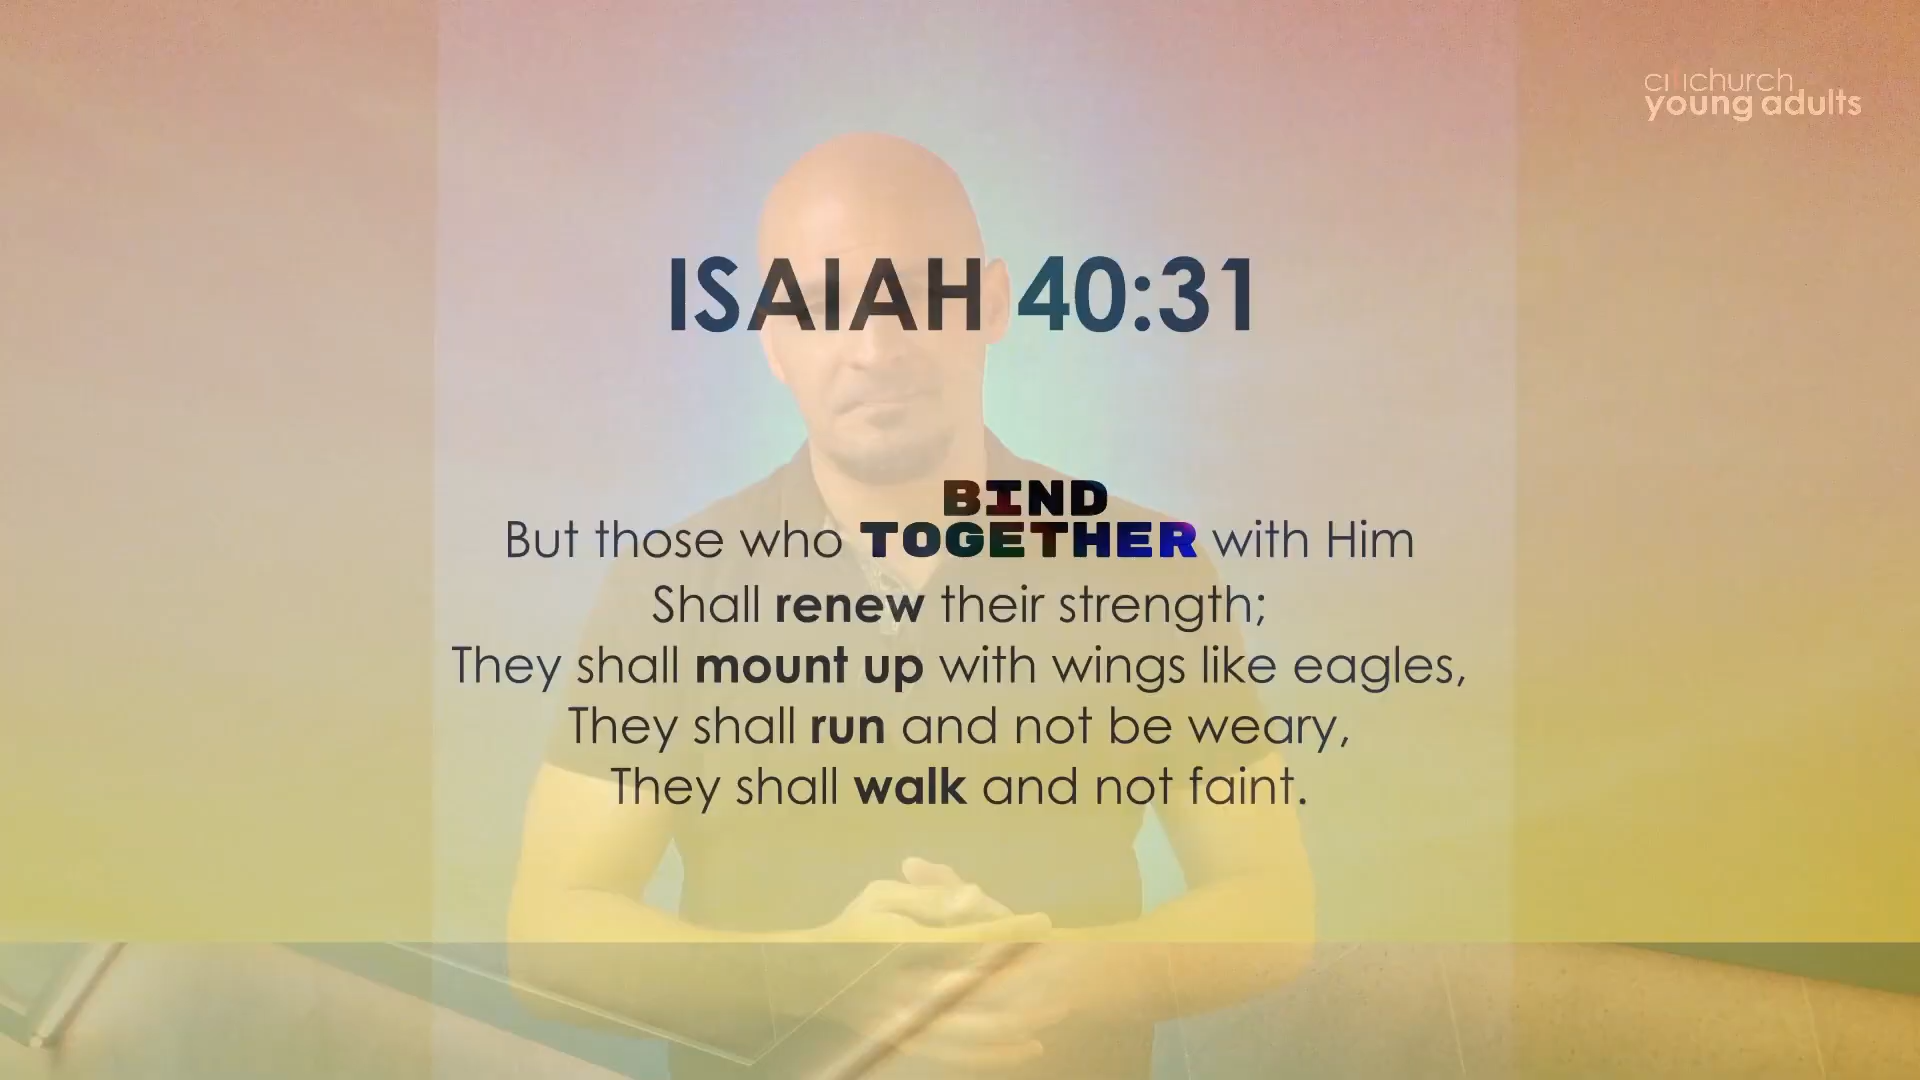 young adults
ISAIAH 40:31
BIND
But those who TOGETHER with Him
Shall renew their strength;
They shall mount up with wings like eagles,
They shall run and not be weary,
They shall walk and not faint.